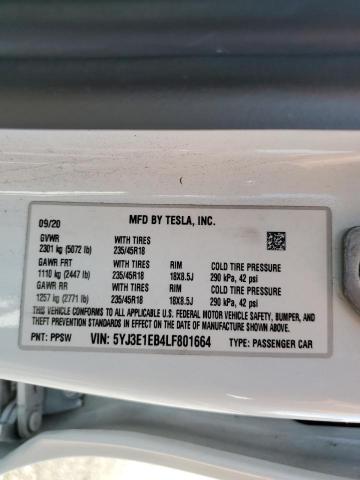 MFD BY TESLA, INC.
09/20
GVWR WITH TIRES
2301 kg (5072 lb) 235/45R18
GAWR FRT WITH TIRES RIM COLD TIRE PRESSURE
1110 kg (2447 lb) 235/45R18 18X8.5J 290 kPa, 42 psi
GAWR RR WITH TIRES RIM COLD TIRE PRESSURE
1257 kg (2771 lb) 235/45R18 18X8.5J 290 kPa, 42 psi
THIS VEHICLE CONFORMS TO ALL APPLICABLE FEDERAL MOTOR VEHICLE SAFETY, BUMPER, AND
THEFT PREVENTION STANDARDS IN EFFECT ON THE DATE OF MANUFACTURE SHOWN ABOVE.
PNT: PPSW VIN: 5YJ3E1EB4LF801664 TYPE: PASSENGER CAR